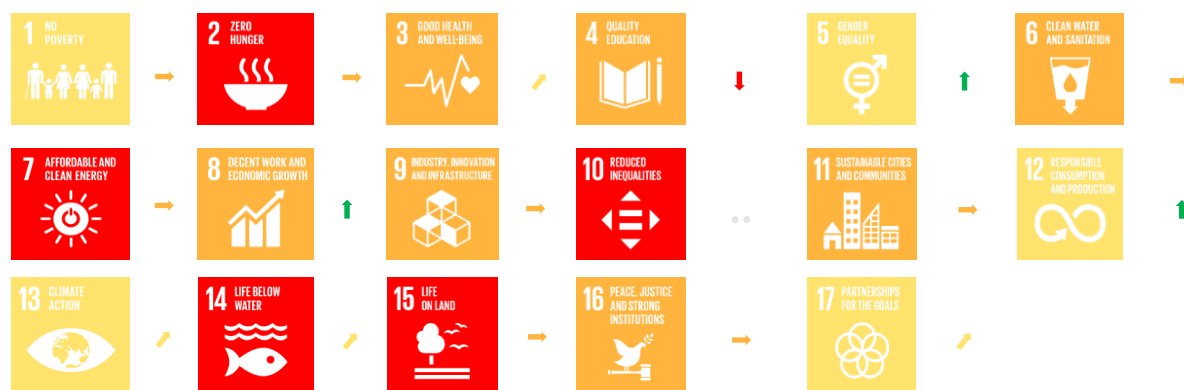 1 NO
POVERTY
2 ZERO
HUNGER
3 GOOD HEALTH
AND WELL-BEING
4 QUALITY
EDUCATION
5 GENDER
EQUALITY
6 CLEAN WATER
AND SANITATION
7 AFFORDABLE AND
CLEAN ENERGY
8 DECENT WORK AND
ECONOMIC GROWTH
9 INDUSTRY, INNOVATION
AND INFRASTRUCTURE
10 REDUCED
INEQUALITIES
11 SUSTAINABLE CITIES
AND COMMUNITIES
12 RESPONSIBLE
CONSUMPTION
AND PRODUCTION
13 CLIMATE
ACTION
14 LIFE BELOW
WATER
15 LIFE
ON LAND
16 PEACE, JUSTICE
AND STRONG
INSTITUTIONS
17 PARTNERSHIPS
FOR THE GOALS